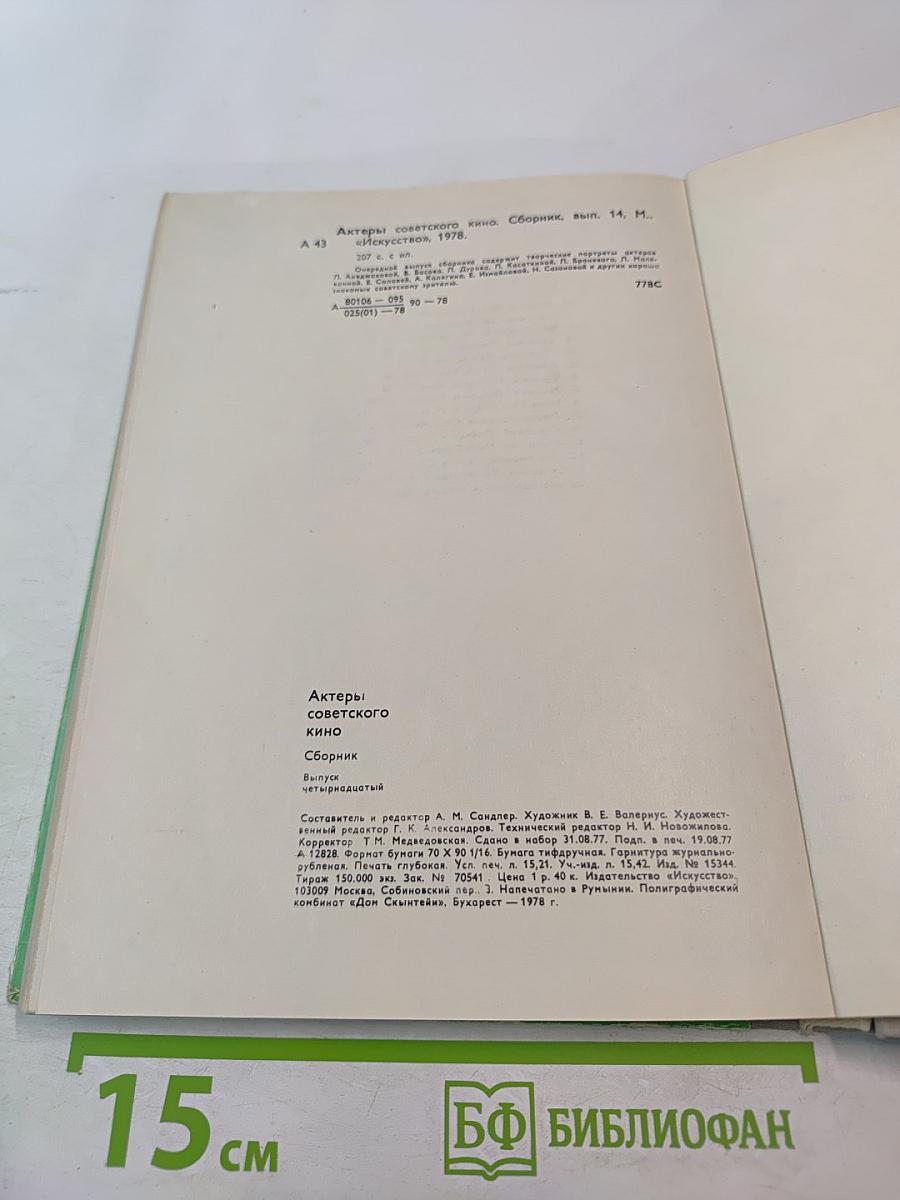 Актеры советского кино. Сборник, вып. 14, М.,
А 43 «Искусство», 1978.
207 с. с ил.
Очередной выпуск сборника содержит творческие портреты актеров
Л. Ахеджаковой, В. Басова, Л. Дурова, Л. Касаткиной, Л. Броневого, Л. Мале-
ванной, Е. Соловей, А. Калягина, Е. Измайловой, Н. Сазоновой и других хорошо
знакомых советскому зрителю.
778С
А 80106 — 095 90 — 78
025(01) — 78
Актеры
советского
кино
Сборник
Выпуск
четырнадцатый
Составитель и редактор А. М. Сандлер. Художник В. Е. Валериус. Художест-
венный редактор Г. К. Александров. Технический редактор Н. И. Новожилова.
Корректор Т. М. Медведовская. Сдано в набор 31.08.77. Подп. в печ. 19.08.77
А 12828. Формат бумаги 70 X 90 1/16. Бумага тифдручная. Гарнитура журнально-
рубленая. Печать глубокая. Усл. печ. л. 15,21. Уч.-изд. л. 15,42. Изд. № 15344.
Тираж 150.000 экз. Зак. № 70541 . Цена 1 р. 40 к. Издательство «Искусство»,
103009 Москва, Собиновский пер., 3. Напечатано в Румынии. Полиграфический
комбинат «Дом Скынтейи», Бухарест — 1978 г.
15 см
БФ БИБЛИОФАН